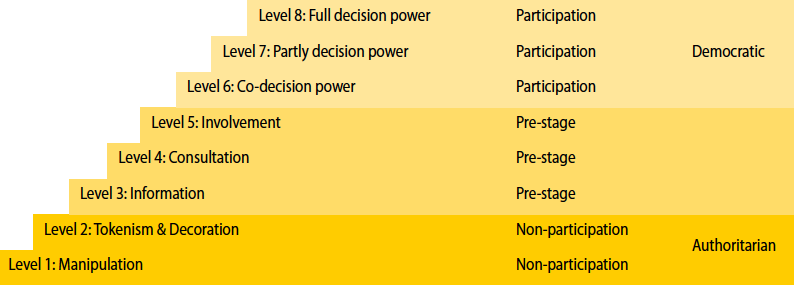 Level 8: Full decision power Participation
Level 7: Partly decision power Participation Democratic
Level 6: Co-decision power Participation
Level 5: Involvement Pre-stage
Level 4: Consultation Pre-stage
Level 3: Information Pre-stage
Level 2: Tokenism & Decoration Non-participation
Authoritarian
Level 1: Manipulation Non-participation